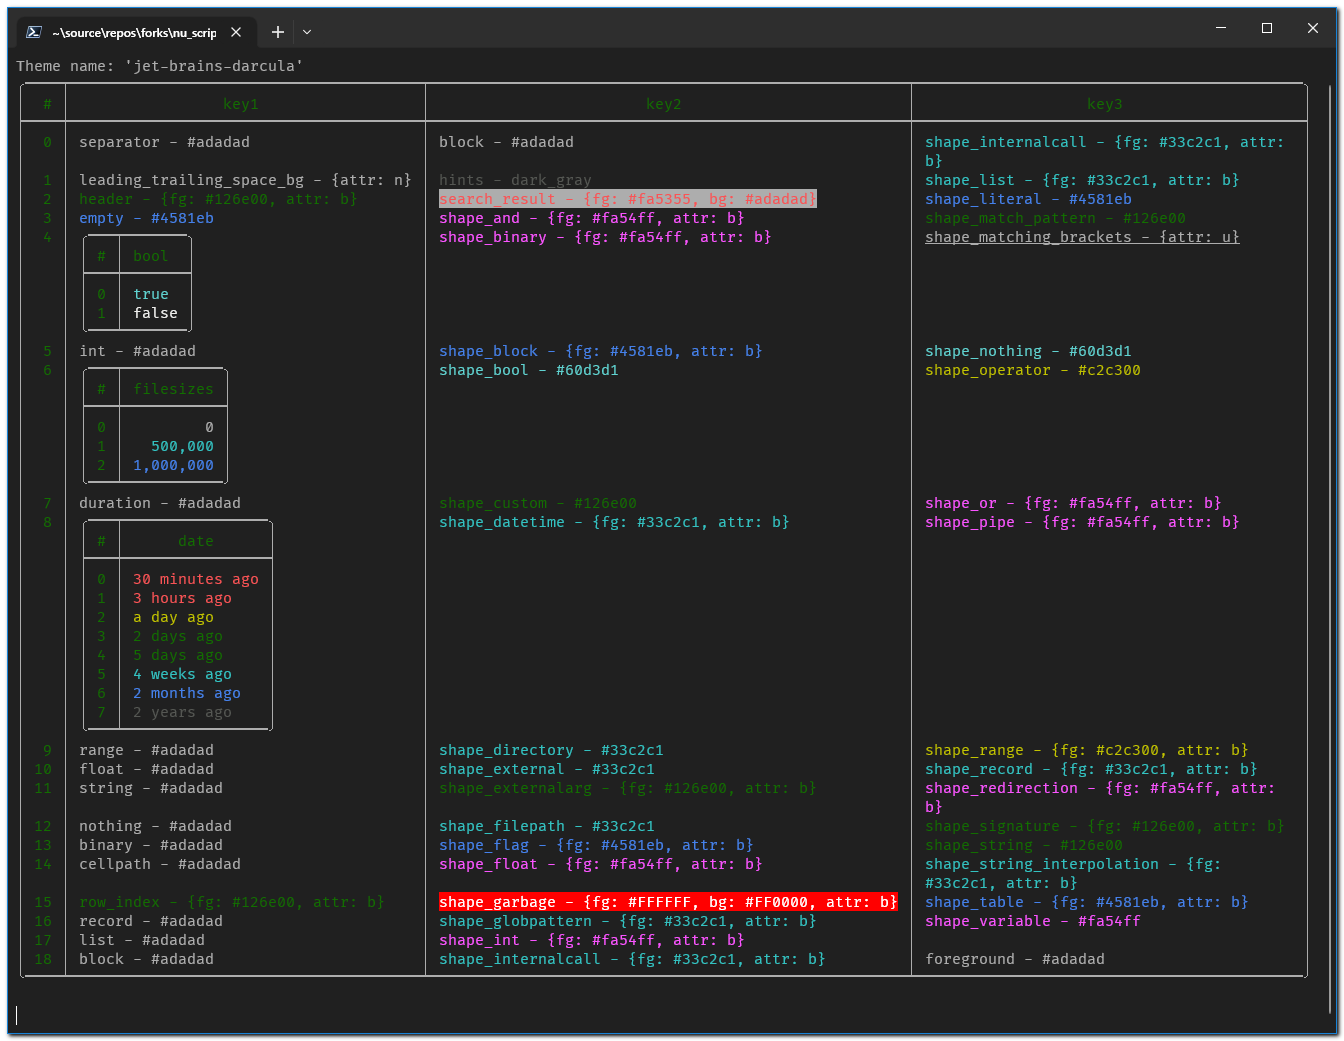 ~\source\repos\forks\nu_scrip
Theme name: 'jet-brains-darcula'
# key1 key2 key3
0 separator - #adadad block - #adadad shape_internalcall - {fg: #33c2c1, attr:
b}
1 leading_trailing_space_bg - {attr: n} hints - dark_gray shape_list - {fg: #33c2c1, attr: b}
2 header - {fg: #126e00, attr: b} search_result - {fg: #fa5355, bg: #adadad} shape_literal - #4581eb
3 empty - #4581eb shape_and - {fg: #fa54ff, attr: b} shape_match_pattern - #126e00
4 shape_binary - {fg: #fa54ff, attr: b} shape_matching_brackets - {attr: u}
# bool
0 true
1 false
5 int - #adadad shape_block - {fg: #4581eb, attr: b} shape_nothing - #60d3d1
6 shape_bool - #60d3d1 shape_operator - #c2c300
# filesizes
0 0
1 500,000
2 1,000,000
7 duration - #adadad shape_custom - #126e00 shape_or - {fg: #fa54ff, attr: b}
8 shape_datetime - {fg: #33c2c1, attr: b} shape_pipe - {fg: #fa54ff, attr: b}
# date
0 30 minutes ago
1 3 hours ago
2 a day ago
3 2 days ago
4 5 days ago
5 4 weeks ago
6 2 months ago
7 2 years ago
9 range - #adadad shape_directory - #33c2c1 shape_range - {fg: #c2c300, attr: b}
10 float - #adadad shape_external - #33c2c1 shape_record - {fg: #33c2c1, attr: b}
11 string - #adadad shape_externalarg - {fg: #126e00, attr: b} shape_redirection - {fg: #fa54ff, attr:
b}
12 nothing - #adadad shape_filepath - #33c2c1 shape_signature - {fg: #126e00, attr: b}
13 binary - #adadad shape_flag - {fg: #4581eb, attr: b} shape_string - #126e00
14 cellpath - #adadad shape_float - {fg: #fa54ff, attr: b} shape_string_interpolation - {fg:
#33c2c1, attr: b}
15 row_index - {fg: #126e00, attr: b} shape_garbage - {fg: #FFFFFF, bg: #FF0000, attr: b} shape_table - {fg: #4581eb, attr: b}
16 record - #adadad shape_globpattern - {fg: #33c2c1, attr: b} shape_variable - #fa54ff
17 list - #adadad shape_int - {fg: #fa54ff, attr: b}
18 block - #adadad shape_internalcall - {fg: #33c2c1, attr: b} foreground - #adadad